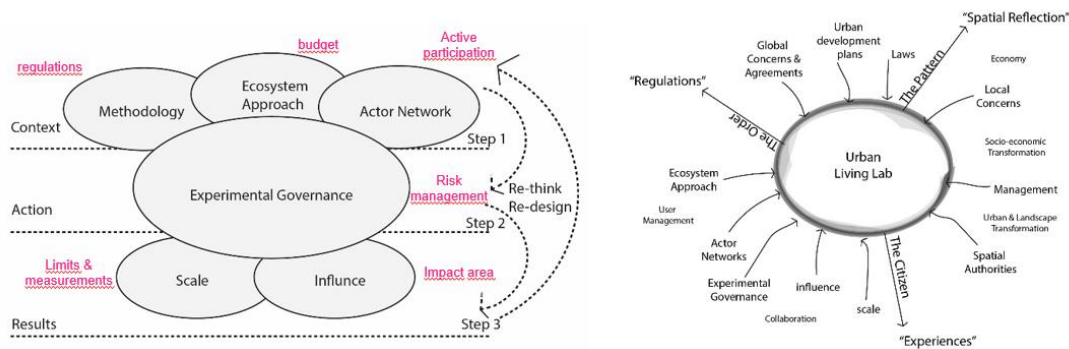 regulations
budget
Active
participation
Methodology
Ecosystem
Approach
Actor Network
Context
Step 1
Experimental Governance
Risk
management
Re-think
Re-design
Action
Step 2
Limits &
measurements
Scale
Influnce
Impact area
Results
Step 3
"Spatial Reflection"
Urban
development
plans
Global
Concerns &
Agreements
Laws
The Pattern
Economy
"Regulations"
Local
Concerns
The Order
Urban
Living Lab
Socio-economic
Transformation
Ecosystem
Approach
Management
User
Management
Urban & Landscape
Transformation
Actor
Networks
Spatial
Authorities
Experimental
Governance
influence
scale
The Citizen
Collaboration
"Experiences"